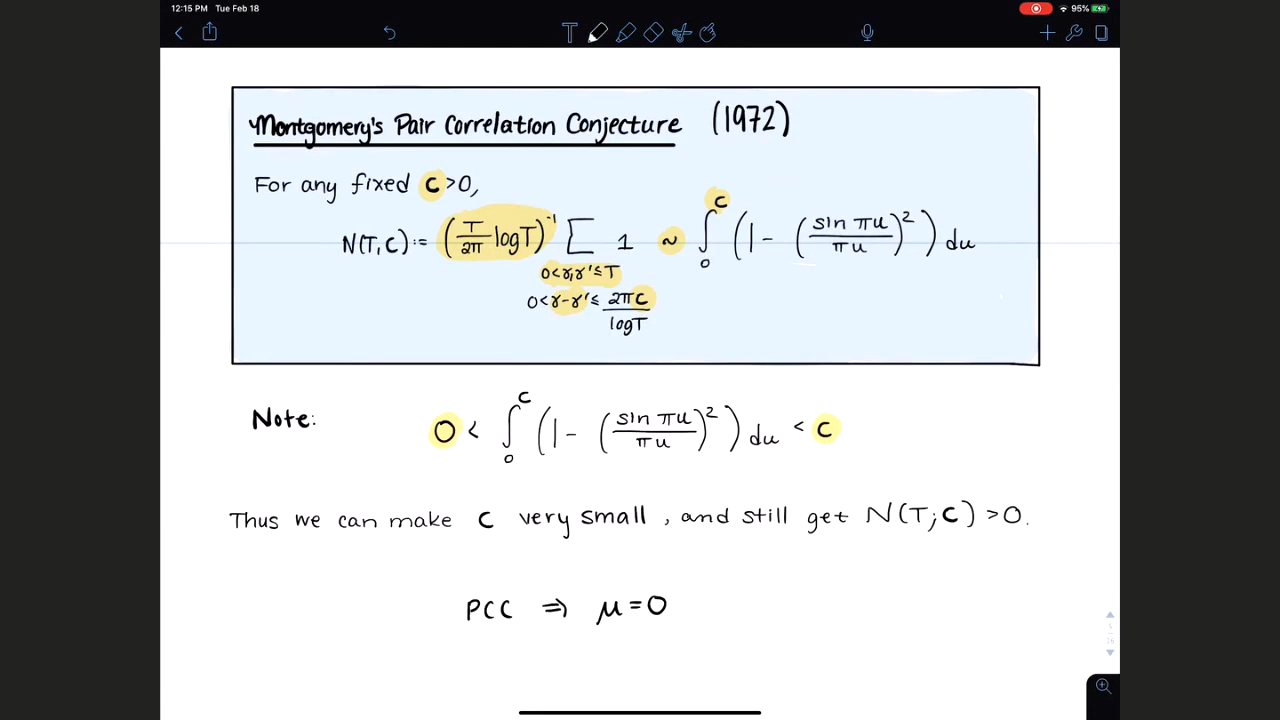 12:15 PM Tue Feb 18
95%
Montgomery's Pair Correlation Conjecture (1972)
For any fixed C>0,
N(T,C) := (T/2π log T)^-1 Σ 1 ~ ∫_0^C (1 - (sin πu / πu)^2) du
0<γ,γ'≤T
0<γ-γ'≤ 2πC / log T
Note: 0 < ∫_0^C (1 - (sin πu / πu)^2) du < C
Thus we can make C very small, and still get N(T;C) >0.
PCC ⇒ μ=0